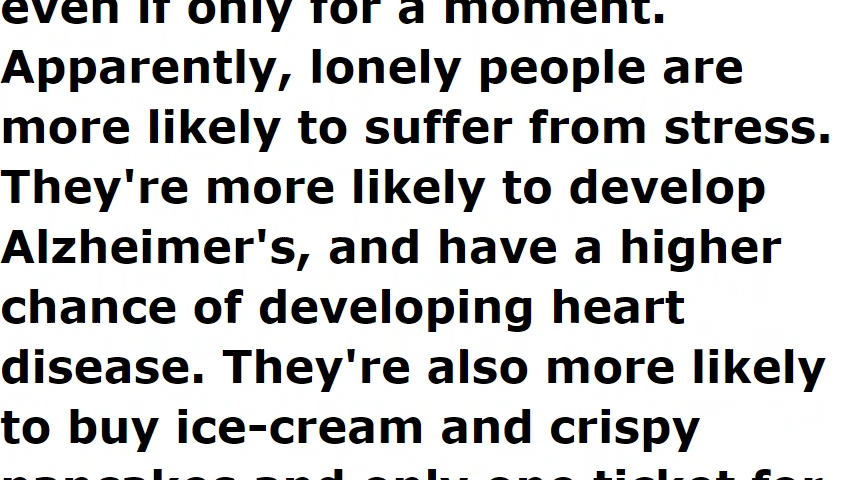 even if only for a moment.
Apparently, lonely people are
more likely to suffer from stress.
They're more likely to develop
Alzheimer's, and have a higher
chance of developing heart
disease. They're also more likely
to buy ice-cream and crispy
pancakes and only one ticket for